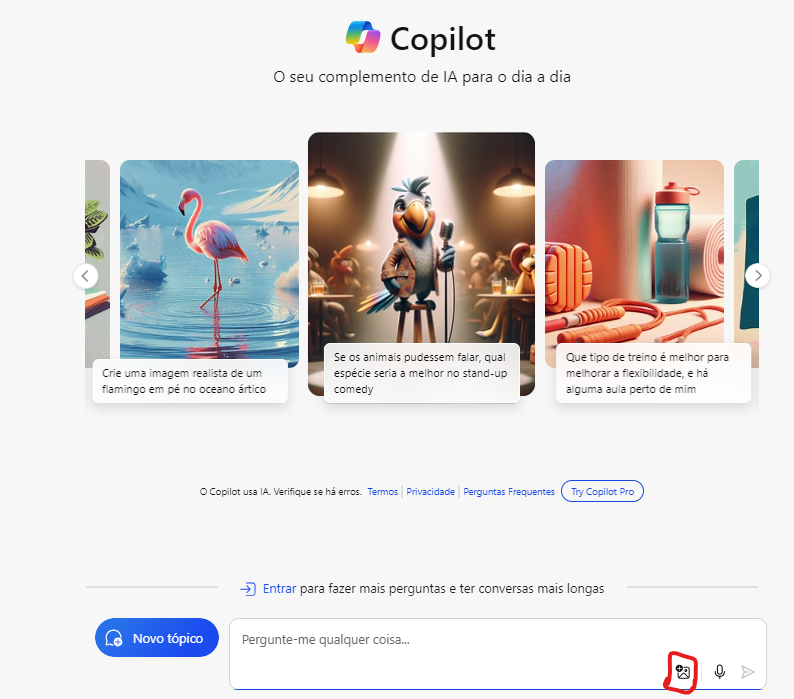 Copilot
O seu complemento de IA para o dia a dia
Crie uma imagem realista de um
flamingo em pé no oceano ártico
Se os animais pudessem falar, qual
espécie seria a melhor no stand-up
comedy
Que tipo de treino é melhor para
melhorar a flexibilidade, e há
alguma aula perto de mim
O Copilot usa IA. Verifique se há erros. Termos | Privacidade | Perguntas Frequentes Try Copilot Pro
Entrar para fazer mais perguntas e ter conversas mais longas
Novo tópico
Pergunte-me qualquer coisa...